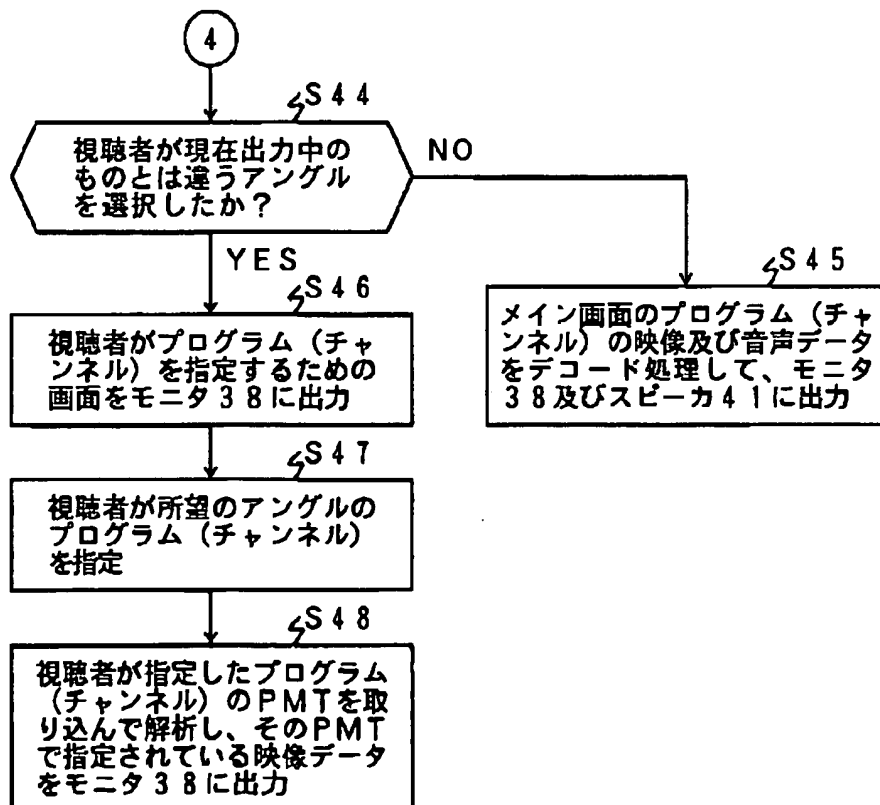 4
S44
視聴者が現在出力中の
ものとは違うアングル
を選択したか？
NO
YES
S46
視聴者がプログラム（チャ
ンネル）を指定するための
画面をモニタ38に出力
S45
メイン画面のプログラム（チャ
ンネル）の映像及び音声データ
をデコード処理して、モニタ
38及びスピーカ41に出力
S47
視聴者が所望のアングルの
プログラム（チャンネル）
を指定
S48
視聴者が指定したプログラム
（チャンネル）のPMTを取
り込んで解析し、そのPMT
で指定されている映像データ
をモニタ38に出力